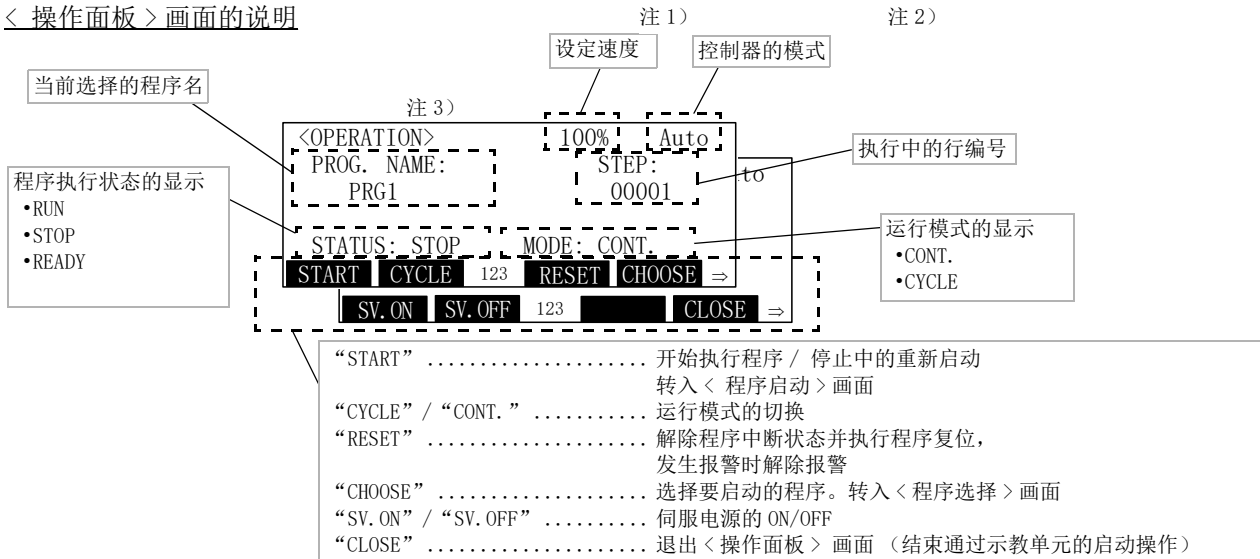 < 操作面板 > 画面的说明
注 1)
注 2)
设定速度
控制器的模式
当前选择的程序名
注 3)
<OPERATION>
100%
Auto
PROG. NAME:
PRG1
STEP:
00001
执行中的行编号
to
程序执行状态的显示
•RUN
•STOP
•READY
STATUS: STOP
MODE: CONT.
运行模式的显示
•CONT.
•CYCLE
START CYCLE 123 RESET CHOOSE ⇒
SV.ON SV.OFF 123 CLOSE ⇒
“START” ..................... 开始执行程序 / 停止中的重新启动
转入 < 程序启动 > 画面
“CYCLE” / “CONT.” ........... 运行模式的切换
“RESET” ..................... 解除程序中断状态并执行程序复位，
发生报警时解除报警
“CHOOSE” .................... 选择要启动的程序。转入 < 程序选择 > 画面
“SV.ON” / “SV.OFF” .......... 伺服电源的 ON/OFF
“CLOSE” ..................... 退出 < 操作面板 > 画面 （结束通过示教单元的启动操作）